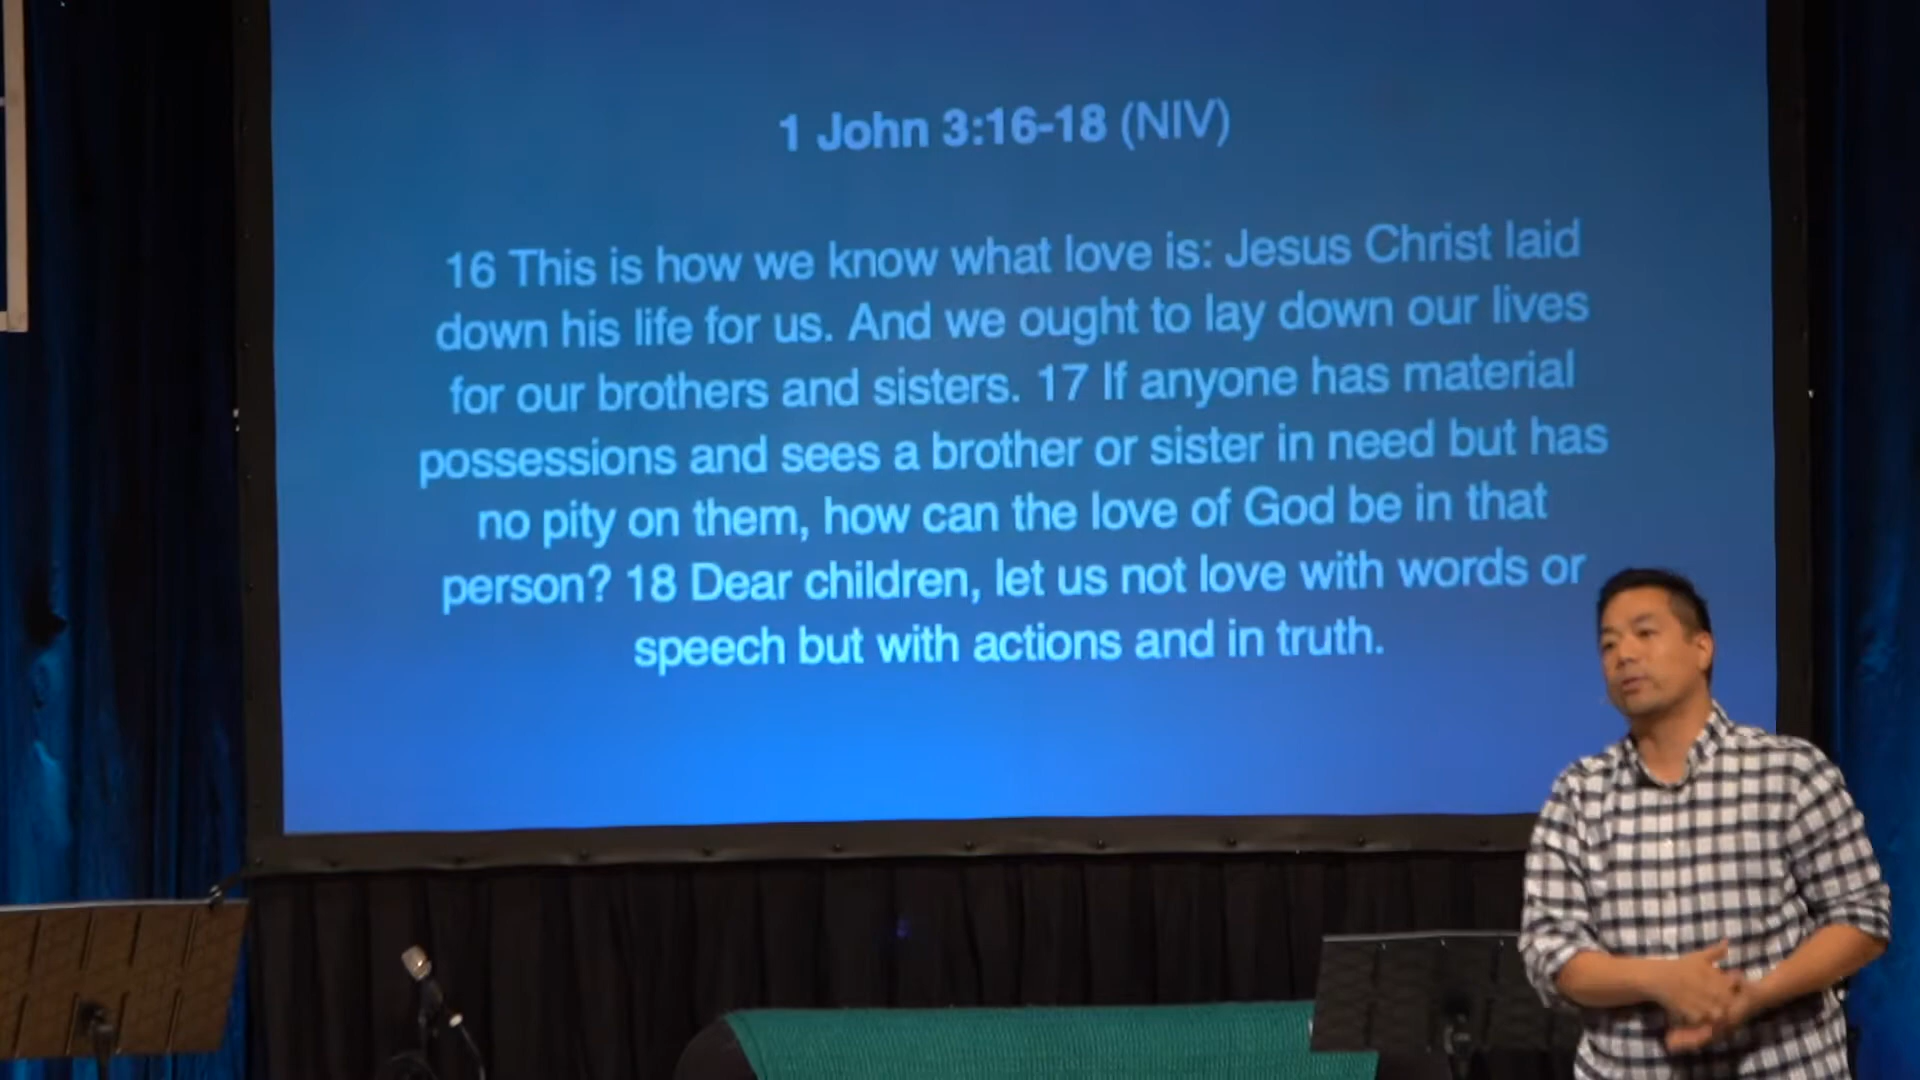 1 John 3:16-18 (NIV)
16 This is how we know what love is: Jesus Christ laid
down his life for us. And we ought to lay down our lives
for our brothers and sisters. 17 If anyone has material
possessions and sees a brother or sister in need but has
no pity on them, how can the love of God be in that
person? 18 Dear children, let us not love with words or
speech but with actions and in truth.